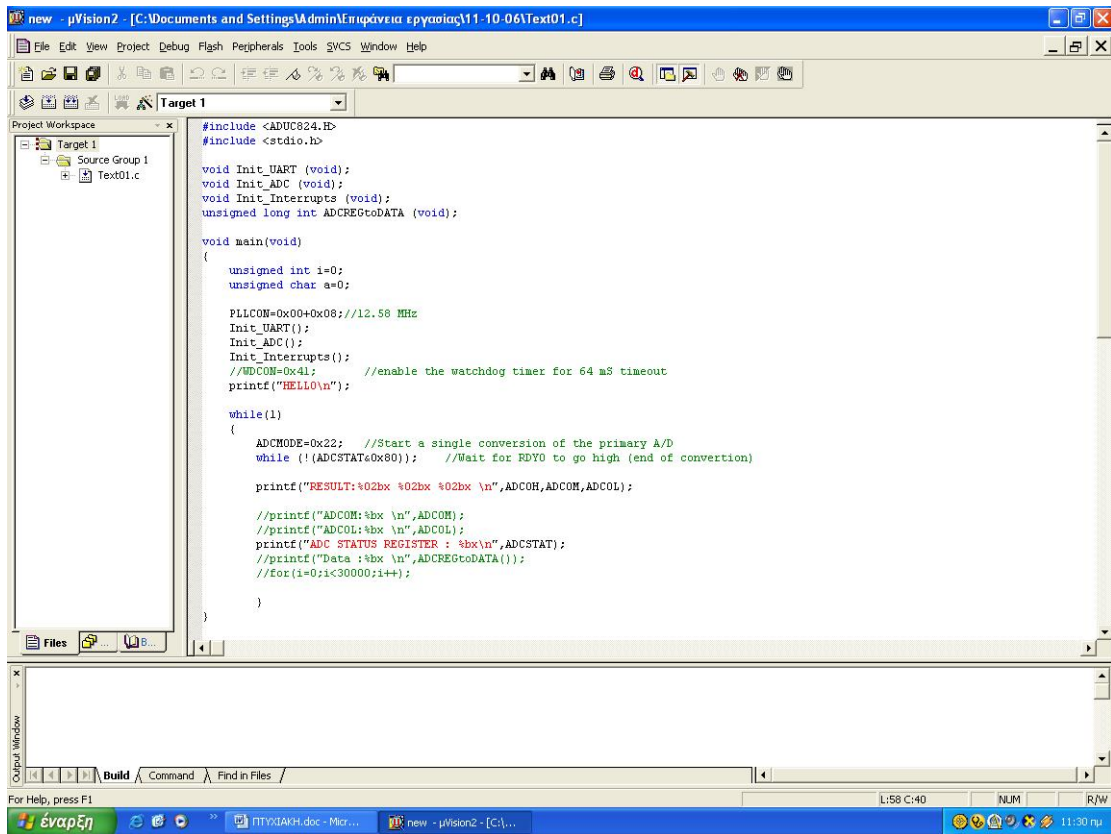 new - µVision2 - [C:\Documents and Settings\Admin\Επιφάνεια εργασίας\11-10-06\Text01.c]
File Edit View Project Debug Flash Peripherals Tools SVCS Window Help
Target 1
Project Workspace
Target 1
Source Group 1
Text01.c
#include <ADUC824.H>
#include <stdio.h>
void Init_UART (void);
void Init_ADC (void);
void Init_Interrupts (void);
unsigned long int ADCREGtoDATA (void);
void main(void)
{
unsigned int i=0;
unsigned char a=0;
PLLCON=0x00+0x08;//12.58 MHz
Init_UART();
Init_ADC();
Init_Interrupts();
//WDCON=0x41; //enable the watchdog timer for 64 mS timeout
printf("HELLO\n");
while(1)
{
ADCMODE=0x22; //Start a single conversion of the primary A/D
while (!(ADCSTAT&0x80)); //Wait for RDY0 to go high (end of convertion)
printf("RESULT:%02bx %02bx %02bx \n",ADC0H,ADC0M,ADC0L);
//printf("ADC0M:%bx \n",ADC0M);
//printf("ADC0L:%bx \n",ADC0L);
printf("ADC STATUS REGISTER : %bx\n",ADCSTAT);
//printf("Data :%bx \n",ADCREGtoDATA());
//for(i=0;i<30000;i++);
}
}
Files ... B...
Output Window
Build Command Find in Files
For Help, press F1 L:58 C:40 NUM R/W
έναρξη ΠΤΥΧΙΑΚΗ.doc - Micr... new - µVision2 - [C:\... 11:30 πμ